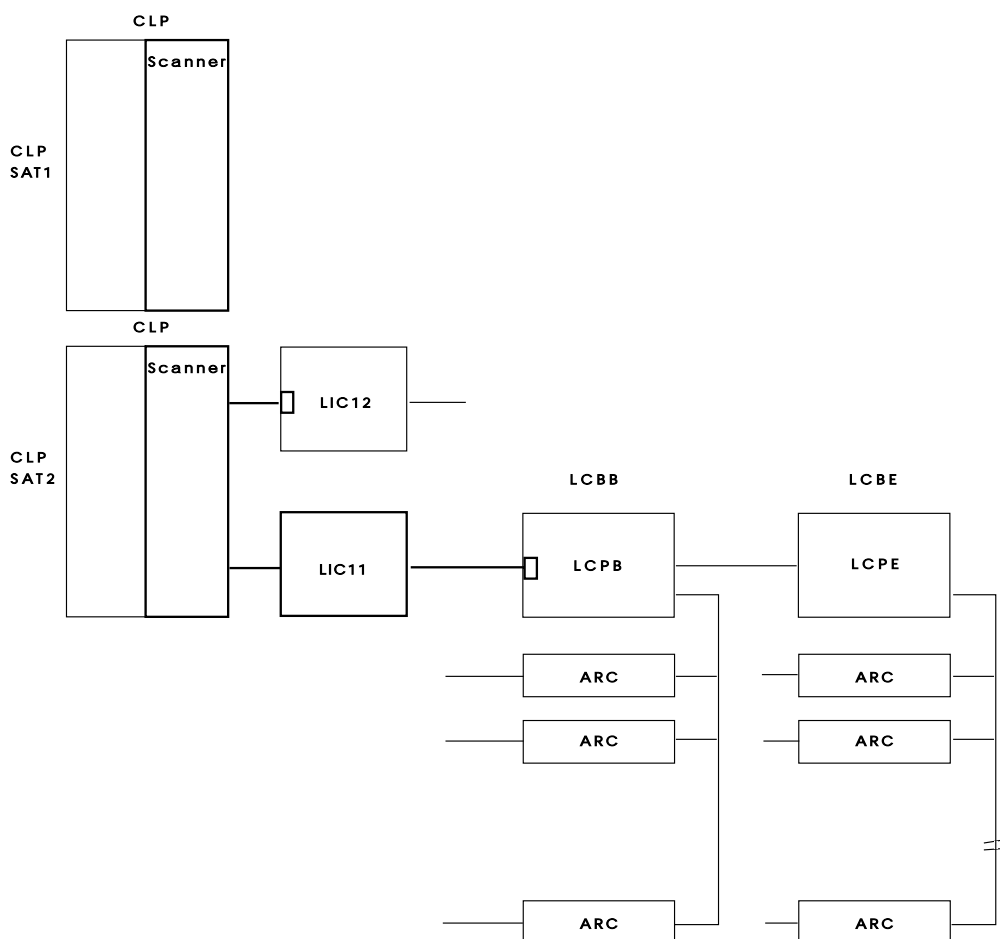 CLP
Scanner
CLP
SAT1
CLP
Scanner
LIC12
CLP
SAT2
LCBB
LCBE
LIC11
LCPB
LCPE
ARC
ARC
ARC
ARC
ARC
ARC